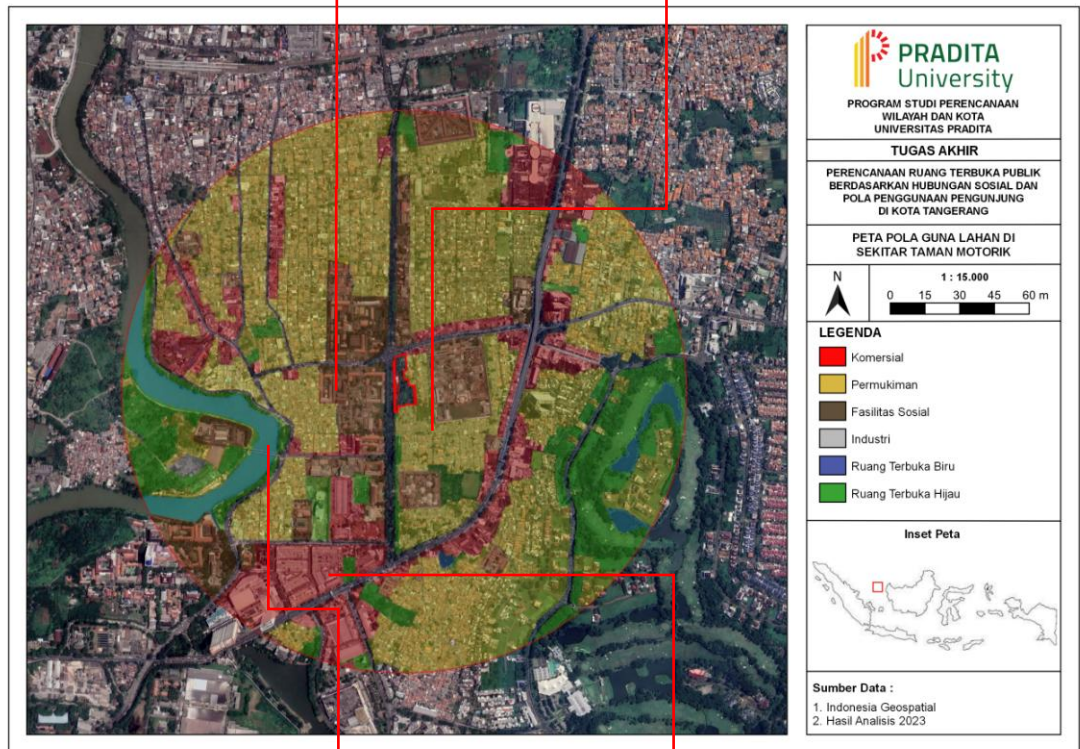 PRADITA
University
PROGRAM STUDI PERENCANAAN
WILAYAH DAN KOTA
UNIVERSITAS PRADITA
TUGAS AKHIR
PERENCANAAN RUANG TERBUKA PUBLIK
BERDASARKAN HUBUNGAN SOSIAL DAN
POLA PENGGUNAAN PENGUNJUNG
DI KOTA TANGERANG
PETA POLA GUNA LAHAN DI
SEKITAR TAMAN MOTORIK
N
1 : 15.000
0 15 30 45 60 m
LEGENDA
Komersial
Permukiman
Fasilitas Sosial
Industri
Ruang Terbuka Biru
Ruang Terbuka Hijau
Inset Peta
Sumber Data :
1. Indonesia Geospatial
2. Hasil Analisis 2023